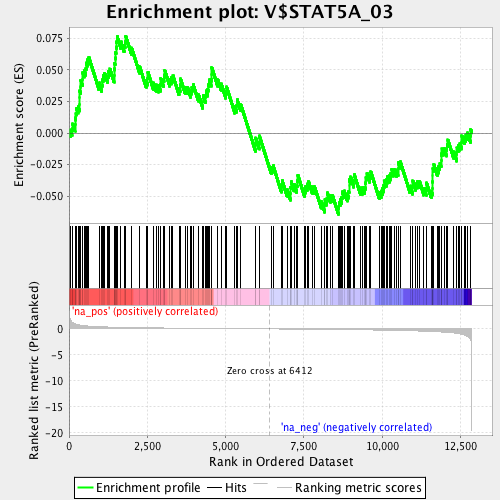 Enrichment plot: V$STAT5A_03
Enrichment score (ES)
0.075
0.050
0.025
0.000
-0.025
-0.050
'na_pos' (positively correlated)
Ranked list metric (PreRanked)
0
-5
-10
-15
-20
Zero cross at 6412
'na_neg' (negatively correlated)
0
2,500
5,000
7,500
10,000
12,500
Rank in Ordered Dataset
Enrichment profile
Hits
Ranking metric scores